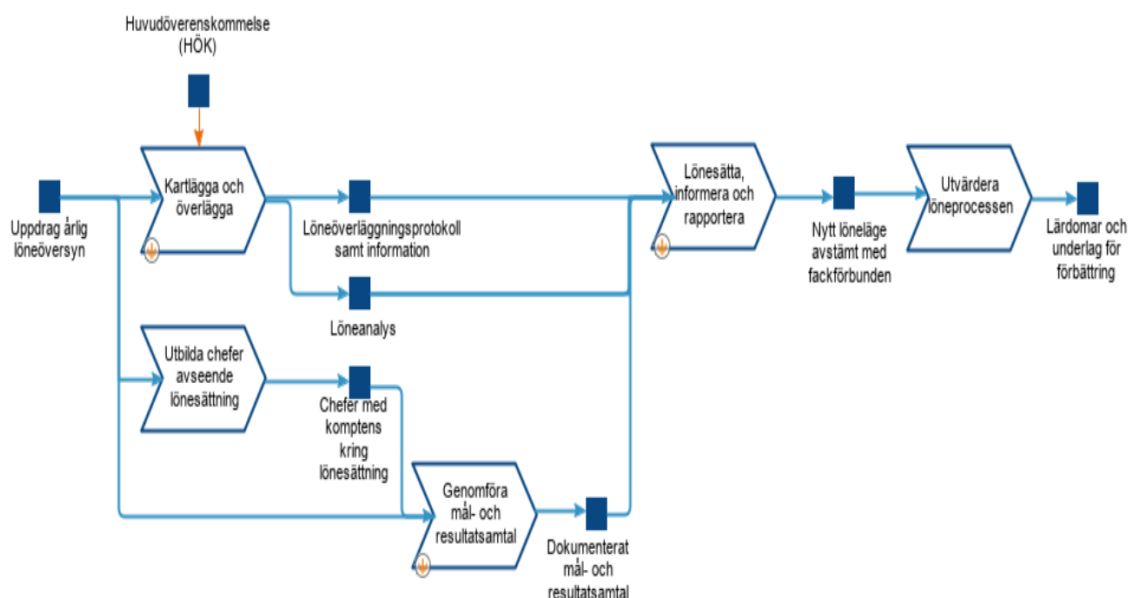 Huvudöverenskommelse
(HÖK)
Kartlägga och
överlägga
Uppdrag årlig
löneöversyn
Löneöverläggningsprotokoll
samt information
Lönesätta,
informera och
rapportera
Nytt löneläge
avstämt med
fackförbunden
Utvärdera
löneprocessen
Lärdomar och
underlag för
förbättring
Löneanalys
Utbilda chefer
avseende
lönesättning
Chefer med
komptens
kring
lönesättning
Genomföra
mål- och
resultatsamtal
Dokumenterat
mål- och
resultatsamtal